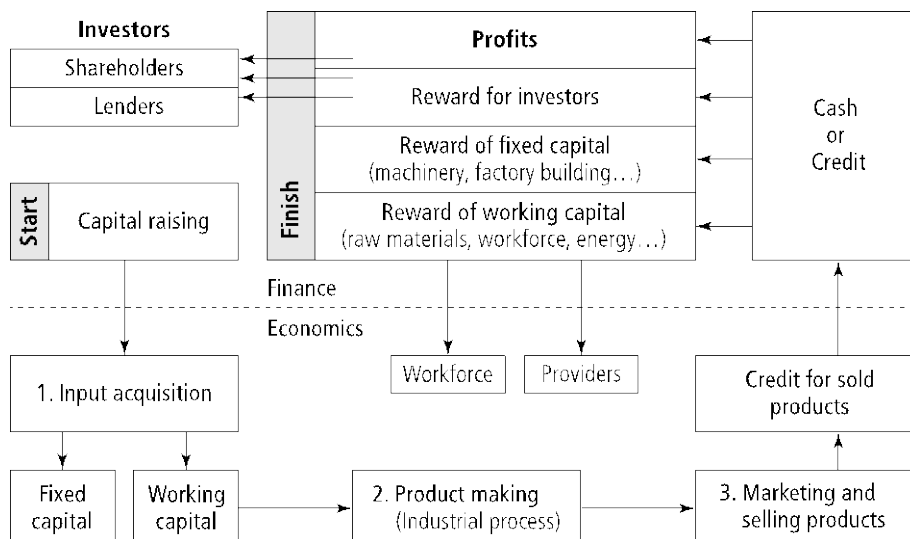 Investors
Shareholders
Lenders
Start
Capital raising
Finish
Profits
Reward for investors
Reward of fixed capital
(machinery, factory building…)
Reward of working capital
(raw materials, workforce, energy…)
Cash
or
Credit
Finance
Economics
1. Input acquisition
Workforce
Providers
Credit for sold
products
Fixed
capital
Working
capital
2. Product making
(Industrial process)
3. Marketing and
selling products